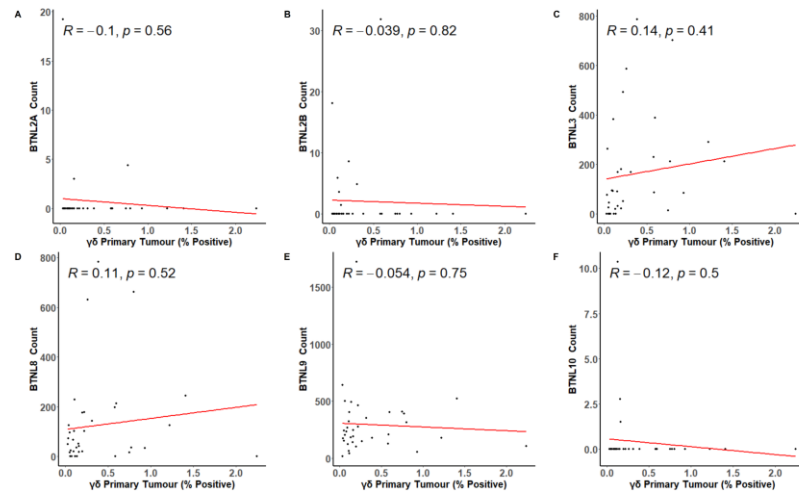 A
R = −0.1, p = 0.56
BTNL2A Count
20
15
10
5
0
0.0 0.5 1.0 1.5 2.0
γδ Primary Tumour (% Positive)
B
R = −0.039, p = 0.82
BTNL2B Count
30
20
10
0
0.0 0.5 1.0 1.5 2.0
γδ Primary Tumour (% Positive)
C
R = 0.14, p = 0.41
BTNL3 Count
800
600
400
200
0
0.0 0.5 1.0 1.5 2.0
γδ Primary Tumour (% Positive)
D
R = 0.11, p = 0.52
BTNL8 Count
800
600
400
200
0
0.0 0.5 1.0 1.5 2.0
γδ Primary Tumour (% Positive)
E
R = −0.054, p = 0.75
BTNL9 Count
1500
1000
500
0
0.0 0.5 1.0 1.5 2.0
γδ Primary Tumour (% Positive)
F
R = −0.12, p = 0.5
BTNL10 Count
10.0
7.5
5.0
2.5
0.0
0.0 0.5 1.0 1.5 2.0
γδ Primary Tumour (% Positive)